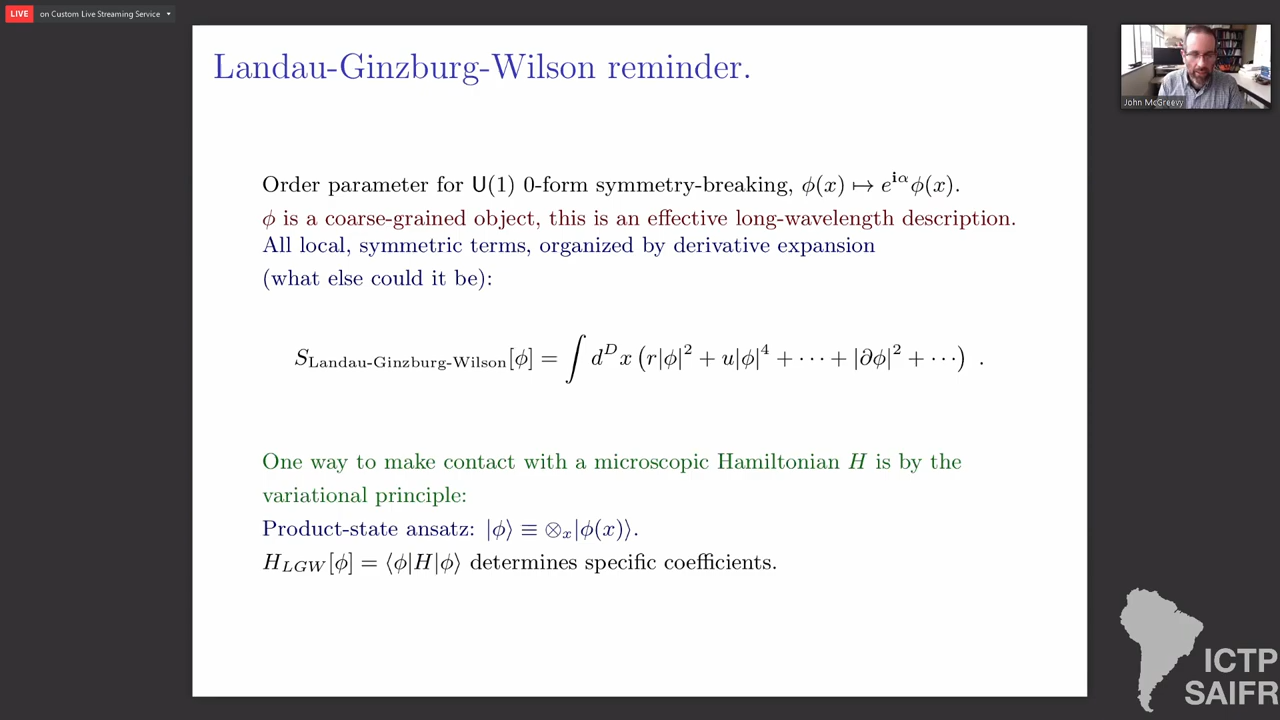 LIVE on Custom Live Streaming Service
Landau-Ginzburg-Wilson reminder.
John McGreevy
Order parameter for U(1) 0-form symmetry-breaking, ϕ(x) ↦ e^{iα}ϕ(x).
ϕ is a coarse-grained object, this is an effective long-wavelength description.
All local, symmetric terms, organized by derivative expansion
(what else could it be):
S_{Landau-Ginzburg-Wilson}[ϕ] = ∫ d^D x (r|ϕ|^2 + u|ϕ|^4 + ··· + |∂ϕ|^2 + ···) .
One way to make contact with a microscopic Hamiltonian H is by the
variational principle:
Product-state ansatz: |ϕ⟩ ≡ ⊗_x|ϕ(x)⟩.
H_{LGW}[ϕ] = ⟨ϕ|H|ϕ⟩ determines specific coefficients.
ICTP
SAIFR